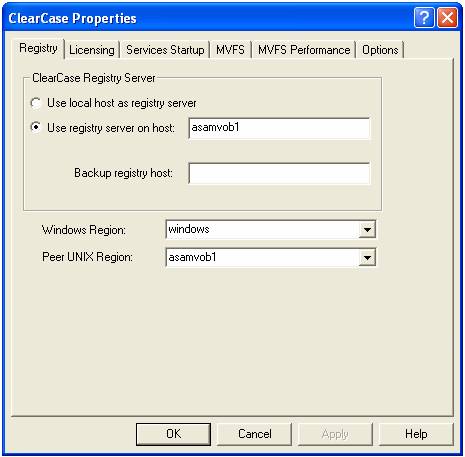 ClearCase Properties
Registry Licensing Services Startup MVFS MVFS Performance Options
ClearCase Registry Server
Use local host as registry server
Use registry server on host: asamvob1
Backup registry host:
Windows Region: windows
Peer UNIX Region: asamvob1
OK Cancel Apply Help